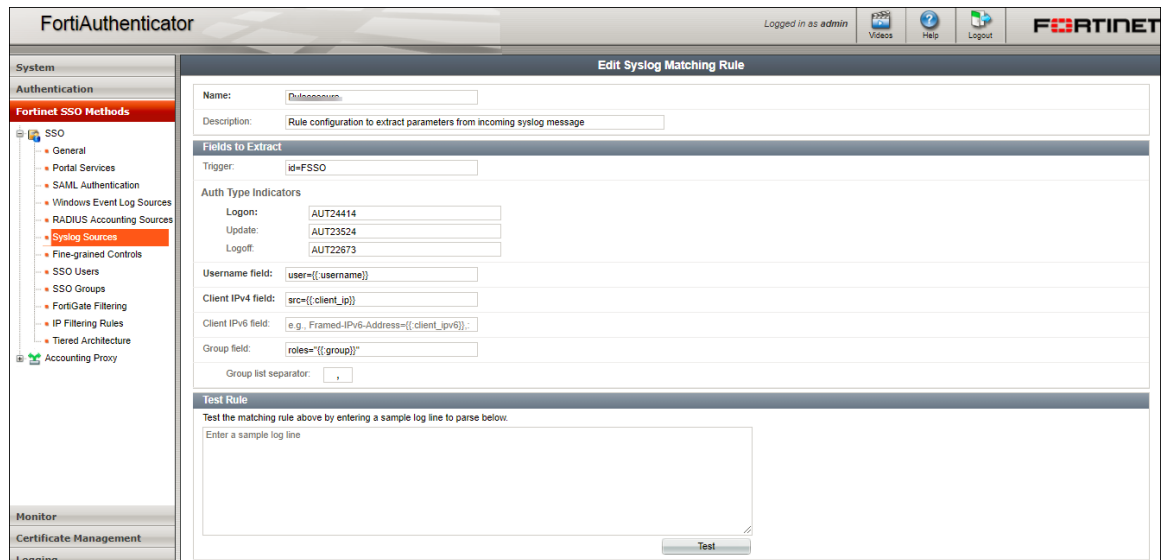 FortiAuthenticator
Logged in as admin
Videos
Help
Logout
FORTINET
System
Authentication
Fortinet SSO Methods
SSO
General
Portal Services
SAML Authentication
Windows Event Log Sources
RADIUS Accounting Sources
Syslog Sources
Fine-grained Controls
SSO Users
SSO Groups
FortiGate Filtering
IP Filtering Rules
Tiered Architecture
Accounting Proxy
Monitor
Certificate Management
Logging
Edit Syslog Matching Rule
Name:
Description: Rule configuration to extract parameters from incoming syslog message
Fields to Extract
Trigger: id=FSSO
Auth Type Indicators
Logon: AUT24414
Update: AUT23524
Logoff: AUT22673
Username field: user={{:username}}
Client IPv4 field: src={{:client_ip}}
Client IPv6 field: e.g., Framed-IPv6-Address={{:client_ipv6}},:
Group field: roles="{{:group}}"
Group list separator: ,
Test Rule
Test the matching rule above by entering a sample log line to parse below.
Enter a sample log line
Test